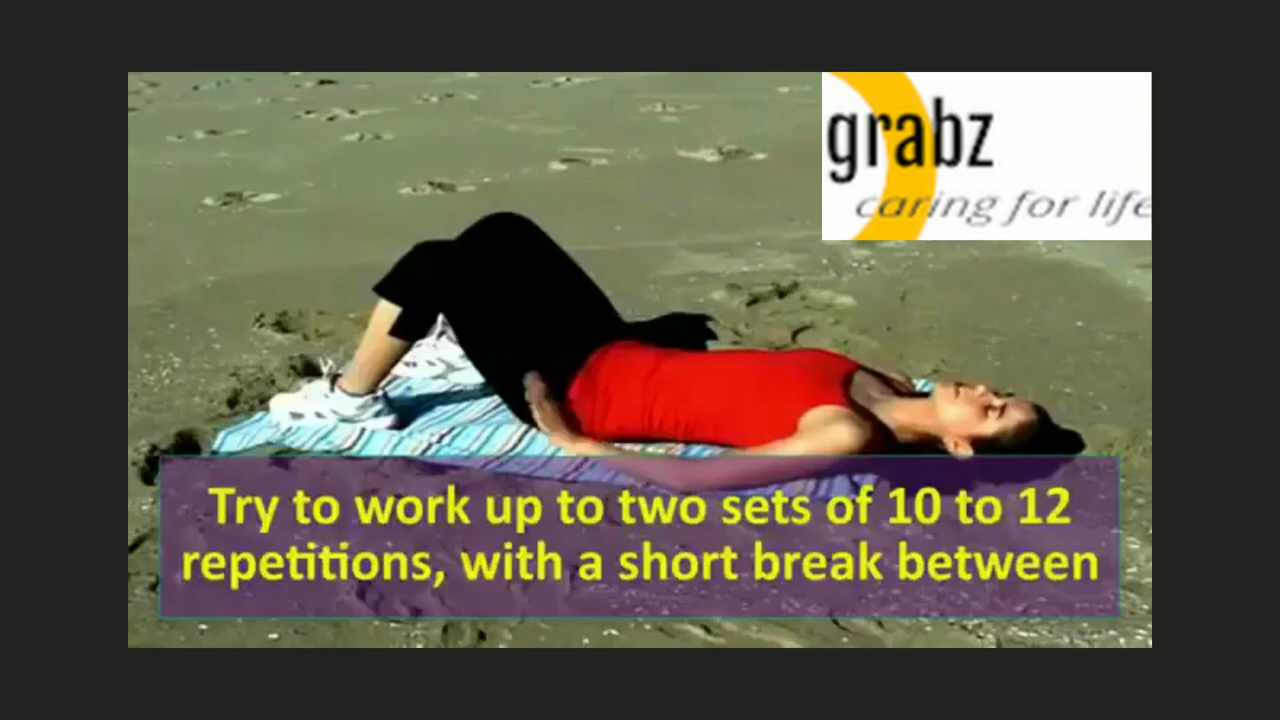 grabz
caring for life
Try to work up to two sets of 10 to 12
repetitions, with a short break between